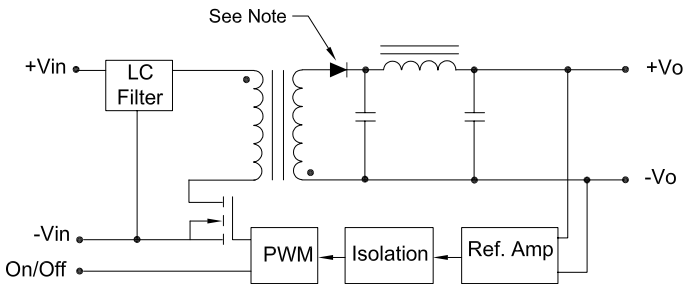 See Note
+Vin
LC
Filter
+Vo
-Vo
-Vin
On/Off
PWM
Isolation
Ref. Amp